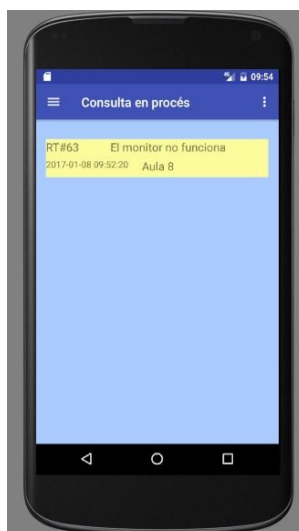 09:54
Consulta en procés
RT#63 El monitor no funciona
2017-01-08 09:52:20 Aula 8